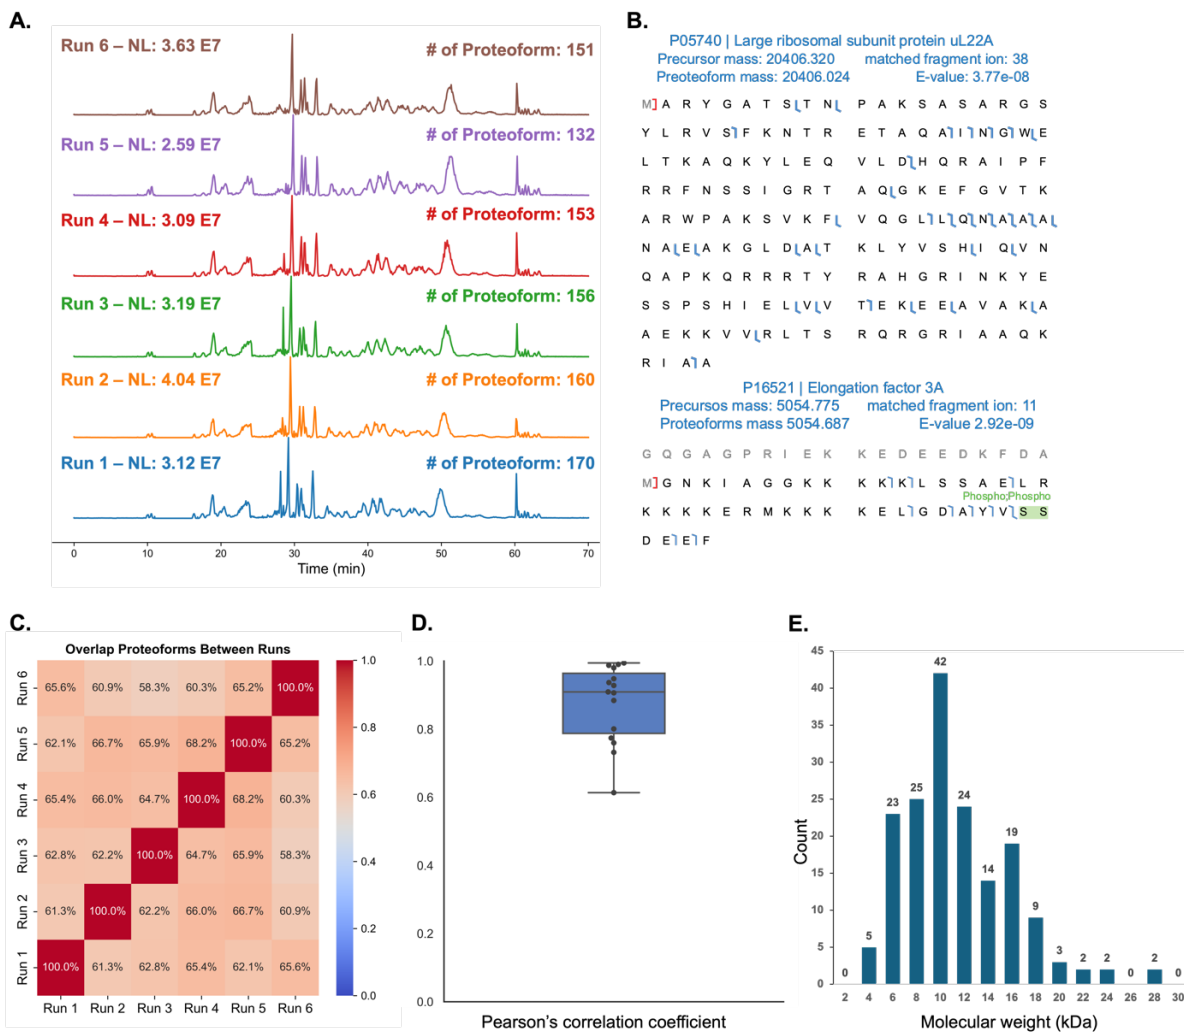 A.
Run 6 – NL: 3.63 E7
# of Proteoform: 151
Run 5 – NL: 2.59 E7
# of Proteoform: 132
Run 4 – NL: 3.09 E7
# of Proteoform: 153
Run 3 – NL: 3.19 E7
# of Proteoform: 156
Run 2 – NL: 4.04 E7
# of Proteoform: 160
Run 1 – NL: 3.12 E7
# of Proteoform: 170
0 10 20 30 40 50 60 70
Time (min)
B.
P05740 | Large ribosomal subunit protein uL22A
Precursor mass: 20406.320 matched fragment ion: 38
Preoteoform mass: 20406.024 E-value: 3.77e-08
M A R Y G A T S T N P A K S A S A R G S
Y L R V S F K N T R E T A Q A I N G W E
L T K A Q K Y L E Q V L D H Q R A I P F
R R F N S S I G R T A Q G K E F G V T K
A R W P A K S V K F V Q G L L Q N A A A
N A E A K G L D A T K L Y V S H I Q V N
Q A P K Q R R R T Y R A H G R I N K Y E
S S P S H I E L V V T E K E E A V A K A
A E K K V V R L T S R Q R G R I A A Q K
R I A A
P16521 | Elongation factor 3A
Precursos mass: 5054.775 matched fragment ion: 11
Proteoforms mass 5054.687 E-value 2.92e-09
G Q G A G P R I E K K E D E E D K F D A
M G N K I A G G K K K K K L S S A E L R
Phospho;Phospho
K K K K E R M K K K K E L G D A Y V S S
D E E F
C.
Overlap Proteoforms Between Runs
Run 6 65.6% 60.9% 58.3% 60.3% 65.2% 100.0%
Run 5 62.1% 66.7% 65.9% 68.2% 100.0% 65.2%
Run 4 65.4% 66.0% 64.7% 100.0% 68.2% 60.3%
Run 3 62.8% 62.2% 100.0% 64.7% 65.9% 58.3%
Run 2 61.3% 100.0% 62.2% 66.0% 66.7% 60.9%
Run 1 100.0% 61.3% 62.8% 65.4% 62.1% 65.6%
Run 1 Run 2 Run 3 Run 4 Run 5 Run 6
1.0
0.8
0.6
0.4
0.2
0.0
D.
1.0
0.8
0.6
0.4
0.2
0.0
Pearson's correlation coefficient
E.
45
40
35
30
25
20
15
10
5
0
Count
0 5 23 25 42 24 14 19 9 3 2 2 0 2 0
2 4 6 8 10 12 14 16 18 20 22 24 26 28 30
Molecular weight (kDa)